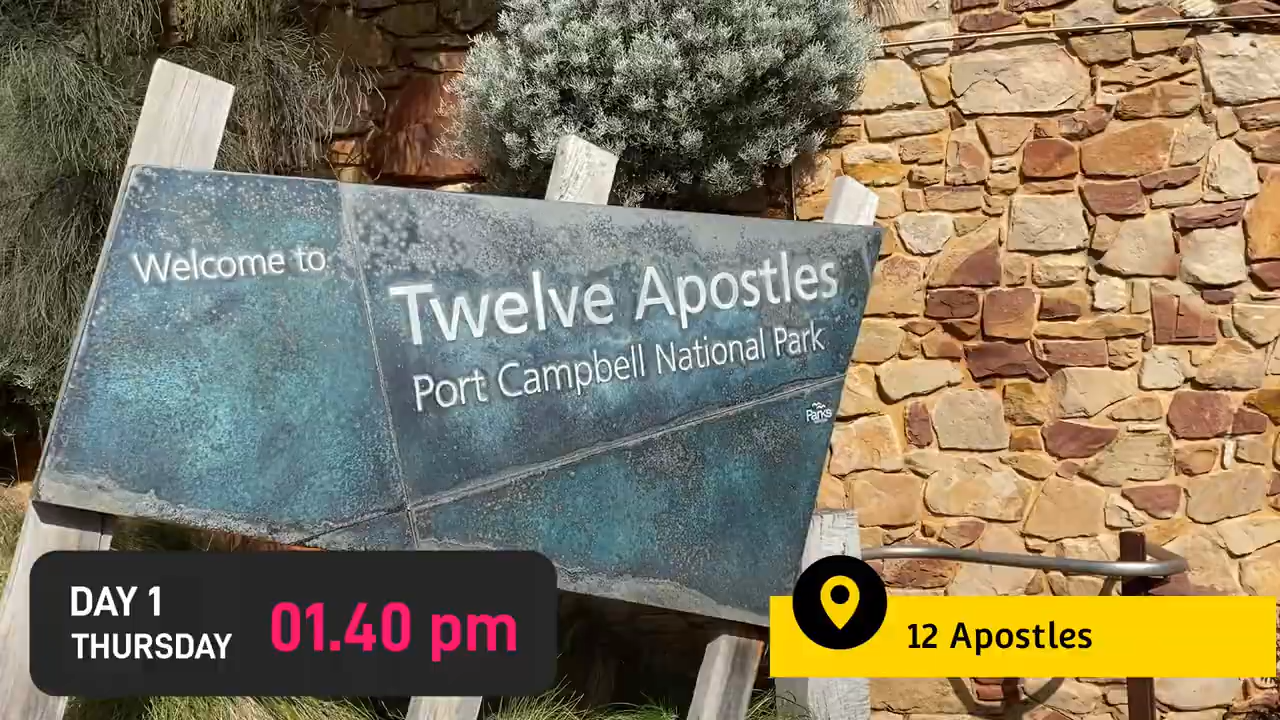 Welcome to
Twelve Apostles
Port Campbell National Park
Parks
DAY 1
THURSDAY
01.40 pm
12 Apostles